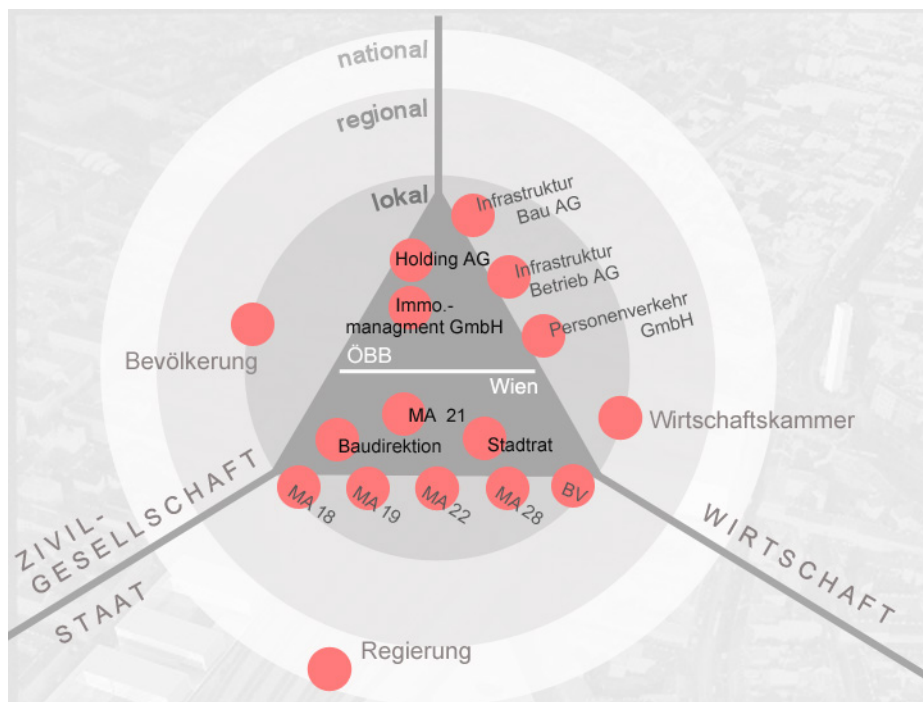 national
regional
lokal
Infrastruktur
Bau AG
Holding AG
Infrastruktur
Betrieb AG
Immo.-
managment GmbH
Personenverkehr
GmbH
Bevölkerung
ÖBB
Wien
MA 21
Wirtschaftskammer
Baudirektion
Stadtrat
MA 18
MA 19
MA 22
MA 28
BV
ZIVIL-
GESELLSCHAFT
STAAT
WIRTSCHAFT
Regierung